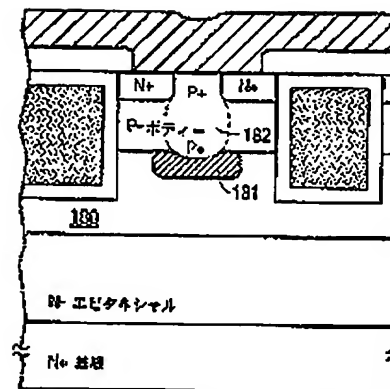 N+ P+ N+
P-ボディー 182
P+
181
180
N- エピタキシャル
N+ 基板